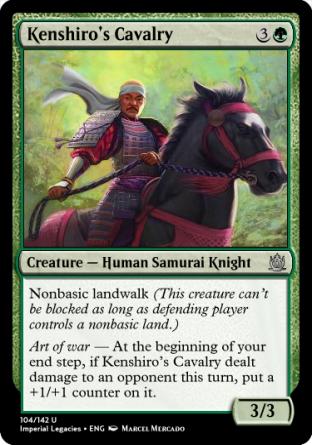 Kenshiro's Cavalry 3
Creature — Human Samurai Knight
Nonbasic landwalk (This creature can't
be blocked as long as defending player
controls a nonbasic land.)
Art of war — At the beginning of your
end step, if Kenshiro's Cavalry dealt
damage to an opponent this turn, put a
+1/+1 counter on it.
3/3
104/142 U
Imperial Legacies • ENG Marcel Mercado